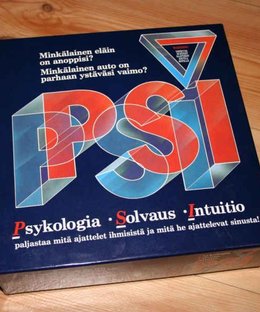 Minkälainen eläin
on anoppisi?
Minkälainen auto on
parhaan ystäväsi vaimo?
PSI
Psykologia · Solvaus · Intuitio
paljastaa mitä ajattelet ihmisistä ja mitä he ajattelevat sinusta!